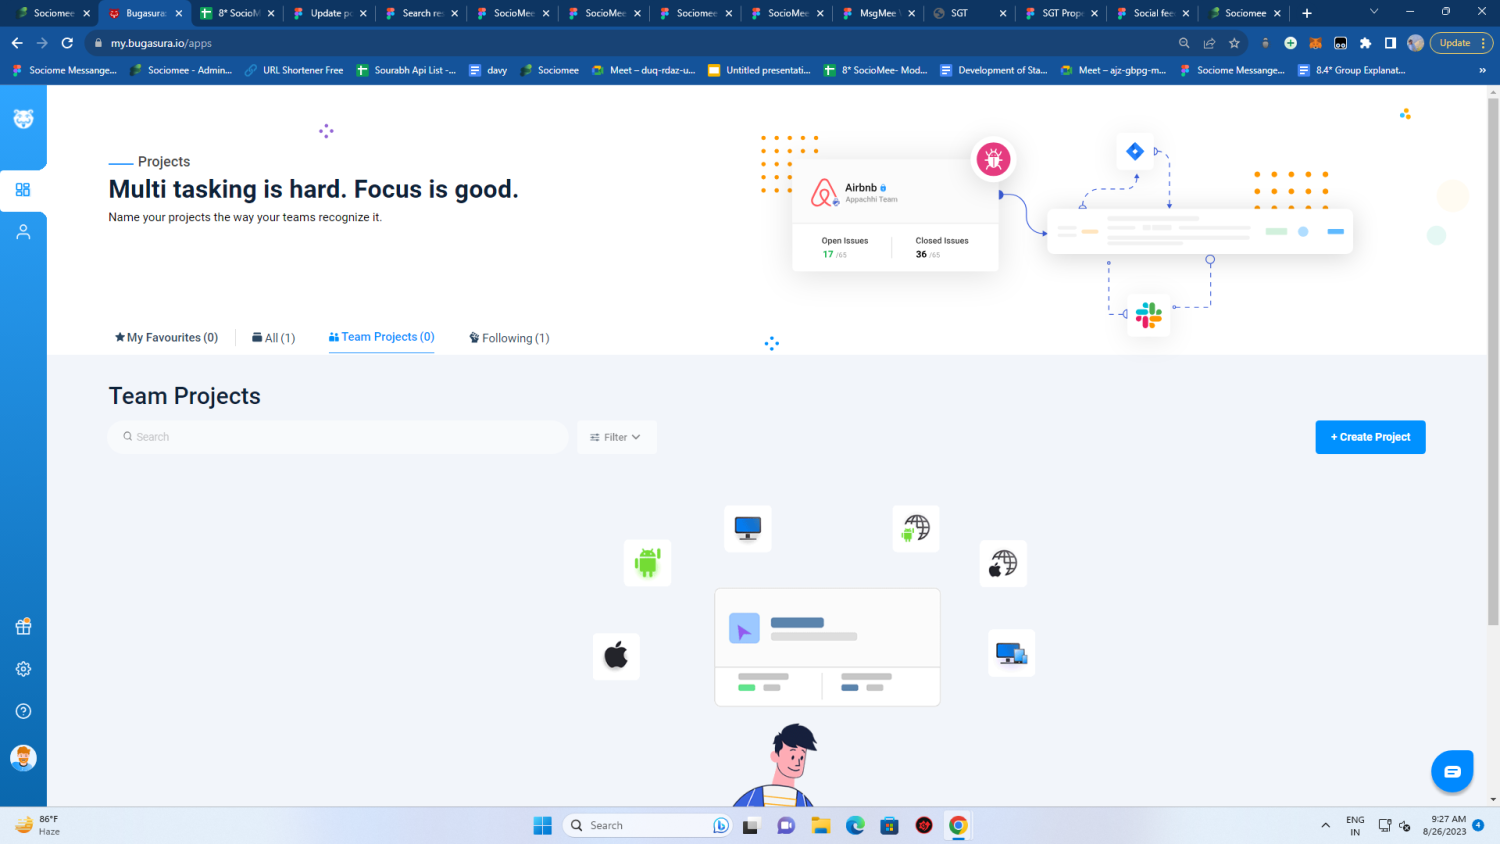 Sociomee
Bugasura:
8* SocioM
Update po
Search re
SocioMee
SocioMee
Sociomee
SocioMee
MsgMee
SGT
SGT Prop
Social fee
Sociomee
my.bugasura.io/apps
Update
Sociome Messange...
Sociomee - Admin...
URL Shortener Free
Sourabh Api List -...
davy
Sociomee
Meet – duq-rdaz-u...
Untitled presentati...
8* SocioMee- Mod...
Development of Sta...
Meet – ajz-gbpg-m...
Sociome Messange...
8.4* Group Explanat...
»
Projects
Multi tasking is hard. Focus is good.
Name your projects the way your teams recognize it.
Airbnb
Appachhi Team
Open Issues
17 /65
Closed Issues
36 /65
My Favourites (0)
All (1)
Team Projects (0)
Following (1)
Team Projects
Search
Filter
+ Create Project
86°F
Haze
Search
ENG
IN
9:27 AM
8/26/2023
4